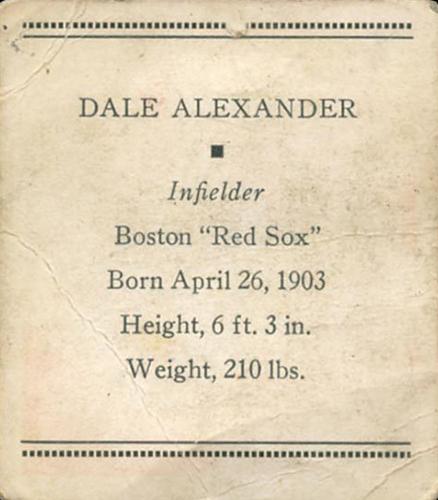 DALE ALEXANDER
Infielder
Boston “Red Sox”
Born April 26, 1903
Height, 6 ft. 3 in.
Weight, 210 lbs.